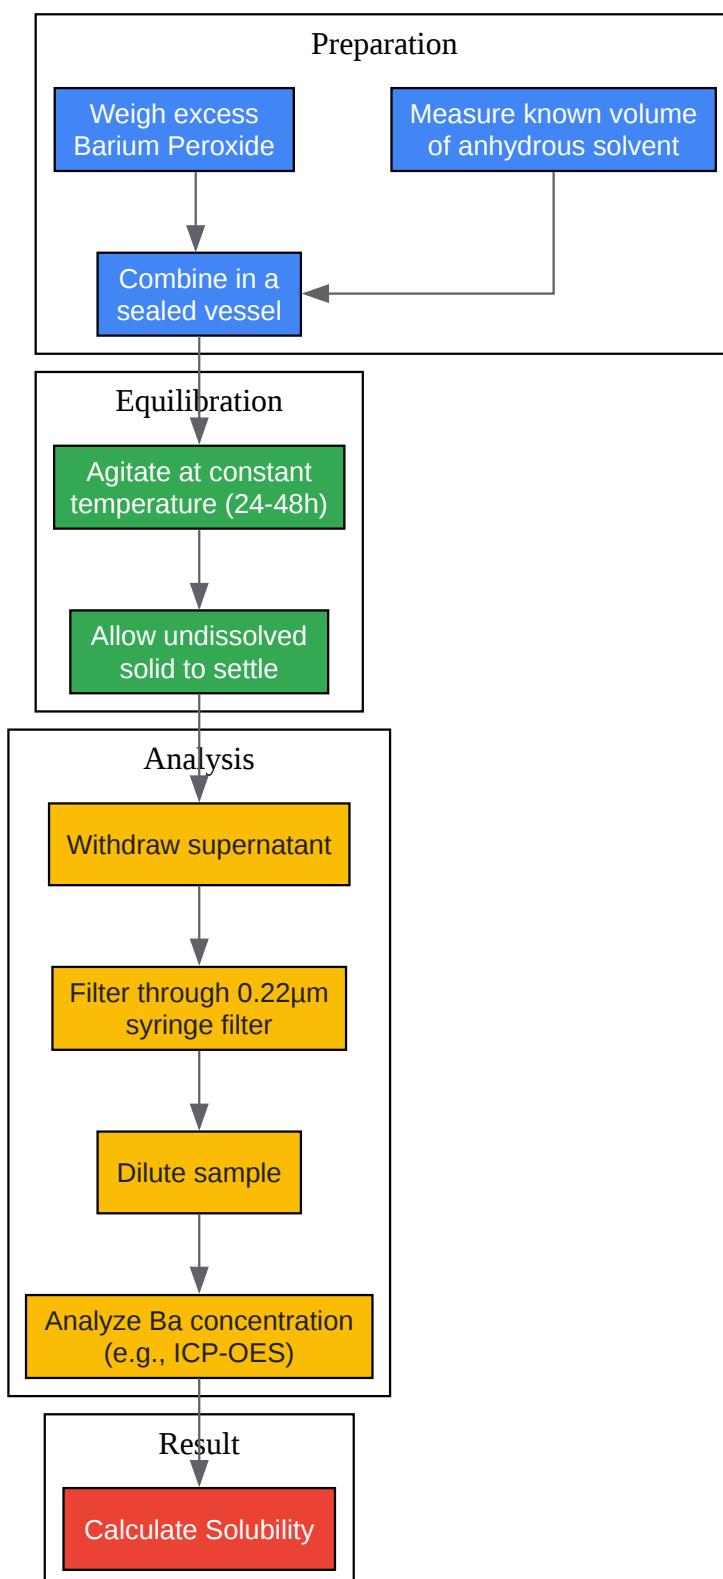 Preparation
Weigh excess
Barium Peroxide
Measure known volume
of anhydrous solvent
Combine in a
sealed vessel
Equilibration
Agitate at constant
temperature (24-48h)
Allow undissolved
solid to settle
Analysis
Withdraw supernatant
Filter through 0.22µm
syringe filter
Dilute sample
Analyze Ba concentration
(e.g., ICP-OES)
Result
Calculate Solubility